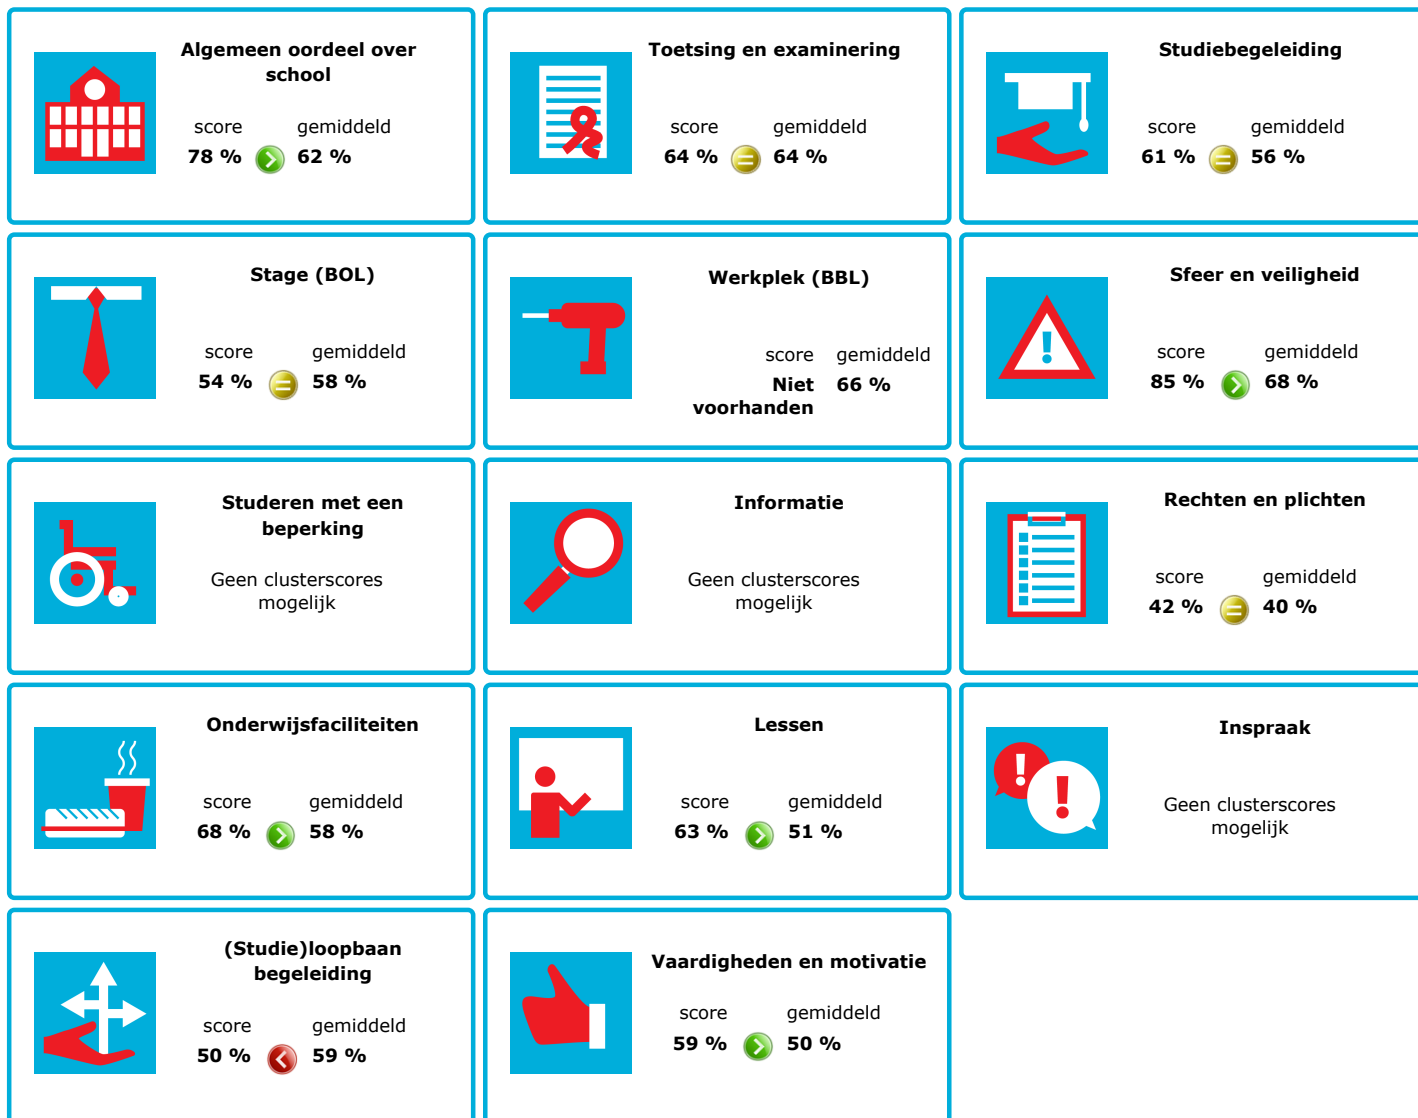 Algemeen oordeel over
school
score gemiddeld
78 % 62 %
Toetsing en examinering
score gemiddeld
64 % = 64 %
Studiebegeleiding
score gemiddeld
61 % = 56 %
Stage (BOL)
score gemiddeld
54 % = 58 %
Werkplek (BBL)
score gemiddeld
Niet 66 %
voorhanden
Sfeer en veiligheid
!
score gemiddeld
85 % 68 %
Studeren met een
beperking
Geen clusterscores
mogelijk
Informatie
Geen clusterscores
mogelijk
Rechten en plichten
score gemiddeld
42 % = 40 %
Onderwijsfaciliteiten
score gemiddeld
68 % 58 %
Lessen
score gemiddeld
63 % 51 %
Inspraak
! !
Geen clusterscores
mogelijk
(Studie)loopbaan
begeleiding
score gemiddeld
50 % 59 %
Vaardigheden en motivatie
score gemiddeld
59 % 50 %